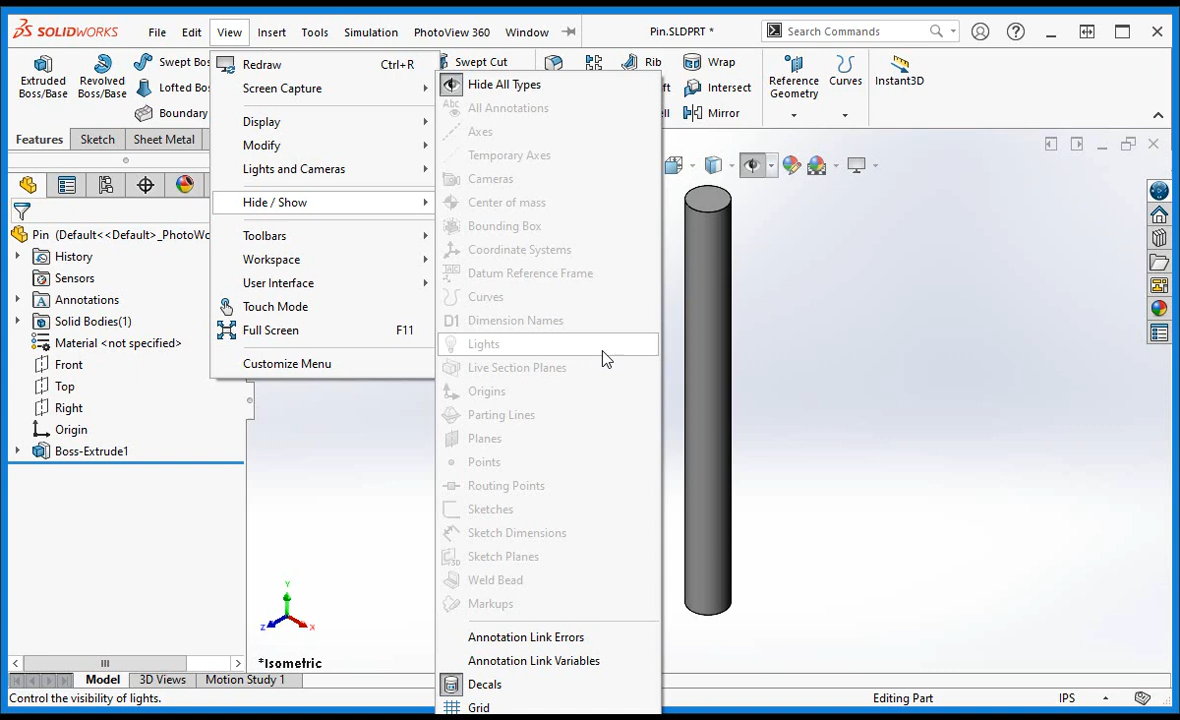 SOLIDWORKS File Edit View Insert Tools Simulation PhotoView 360 Window Pin.SLDPRT * Search Commands
Extruded Boss/Base
Revolved Boss/Base
Swept Bos
Lofted Bos
Boundary
Swept Cut
Rib
Wrap
Intersect
Mirror
Reference Geometry
Curves
Instant3D
Features Sketch Sheet Metal
Pin (Default<<Default>_PhotoWo
History
Sensors
Annotations
Solid Bodies(1)
Material <not specified>
Front
Top
Right
Origin
Boss-Extrude1
Redraw Ctrl+R
Screen Capture
Display
Modify
Lights and Cameras
Hide / Show
Toolbars
Workspace
User Interface
Touch Mode
Full Screen F11
Customize Menu
Hide All Types
All Annotations
Axes
Temporary Axes
Cameras
Center of mass
Bounding Box
Coordinate Systems
Datum Reference Frame
Curves
Dimension Names
Lights
Live Section Planes
Origins
Parting Lines
Planes
Points
Routing Points
Sketches
Sketch Dimensions
Sketch Planes
Weld Bead
Markups
Annotation Link Errors
Annotation Link Variables
Decals
Grid
Y
Z
X
*Isometric
Model 3D Views Motion Study 1
Control the visibility of lights. Editing Part IPS